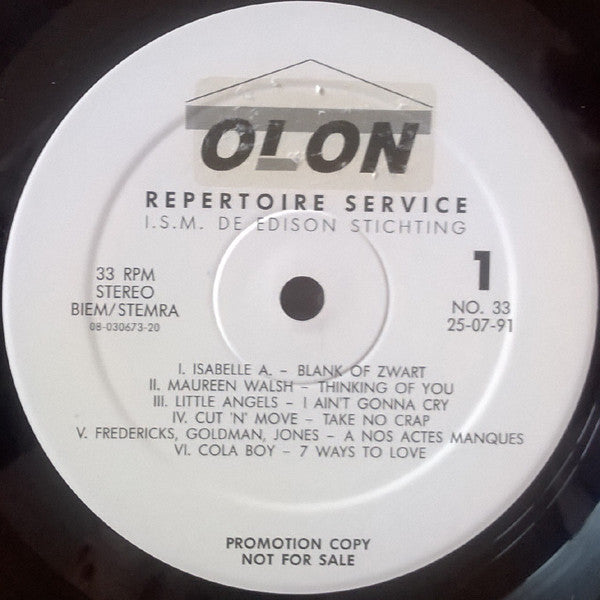 OLON
REPERTOIRE SERVICE
I.S.M. DE EDISON STICHTING
33 RPM
STEREO
BIEM/STEMRA
08-030673-20
1
NO. 33
25-07-91
I. ISABELLE A. – BLANK OF ZWART
II. MAUREEN WALSH – THINKING OF YOU
III. LITTLE ANGELS – I AIN'T GONNA CRY
IV. CUT 'N' MOVE – TAKE NO CRAP
V. FREDERICKS, GOLDMAN, JONES – A NOS ACTES MANQUES
VI. COLA BOY – 7 WAYS TO LOVE
PROMOTION COPY
NOT FOR SALE